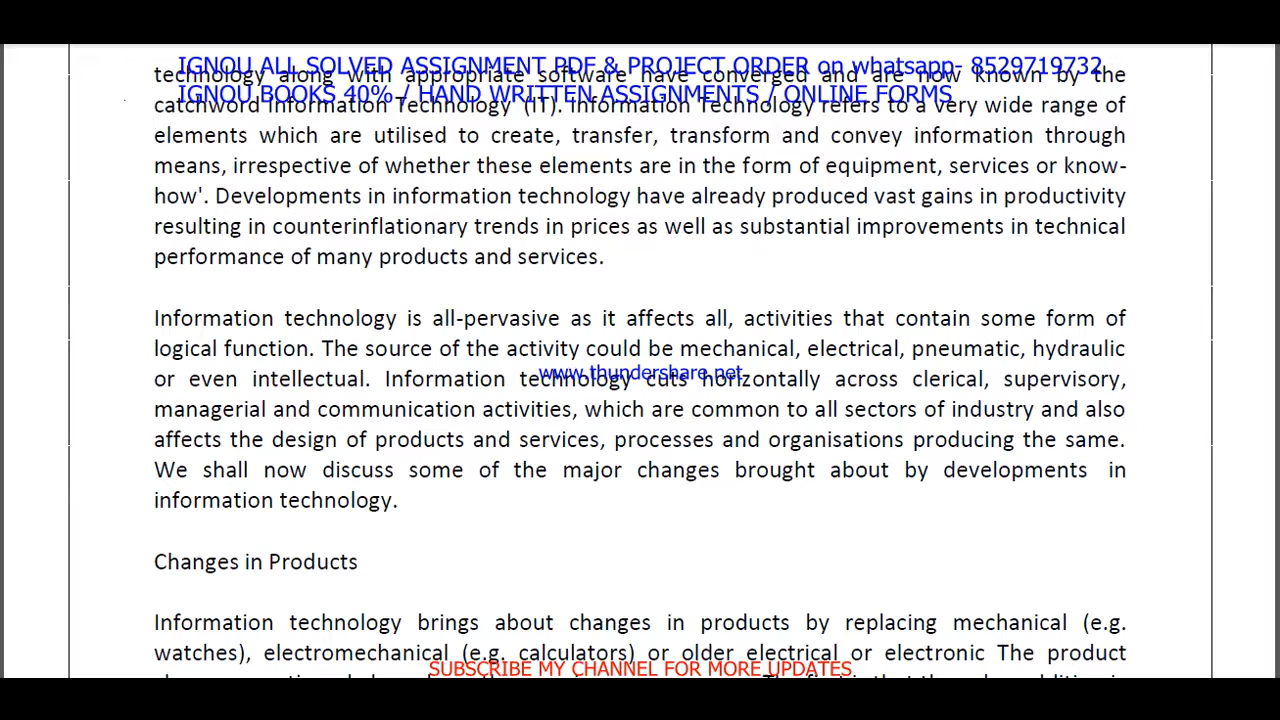 IGNOU ALL SOLVED ASSIGNMENT PDF & PROJECT ORDER on whatsapp- 8529719732
technology along with appropriate software have converged and are now known by the
IGNOU BOOKS 40% / HAND WRITTEN ASSIGNMENTS / ONLINE FORMS
catchword Information Technology (IT). Information Technology refers to a very wide range of
elements which are utilised to create, transfer, transform and convey information through
means, irrespective of whether these elements are in the form of equipment, services or know-
how'. Developments in information technology have already produced vast gains in productivity
resulting in counterinflationary trends in prices as well as substantial improvements in technical
performance of many products and services.
Information technology is all-pervasive as it affects all, activities that contain some form of
logical function. The source of the activity could be mechanical, electrical, pneumatic, hydraulic
www.thundershare.net
or even intellectual. Information technology cuts horizontally across clerical, supervisory,
managerial and communication activities, which are common to all sectors of industry and also
affects the design of products and services, processes and organisations producing the same.
We shall now discuss some of the major changes brought about by developments in
information technology.
Changes in Products
Information technology brings about changes in products by replacing mechanical (e.g.
watches), electromechanical (e.g. calculators) or older electrical or electronic The product
SUBSCRIBE MY CHANNEL FOR MORE UPDATES